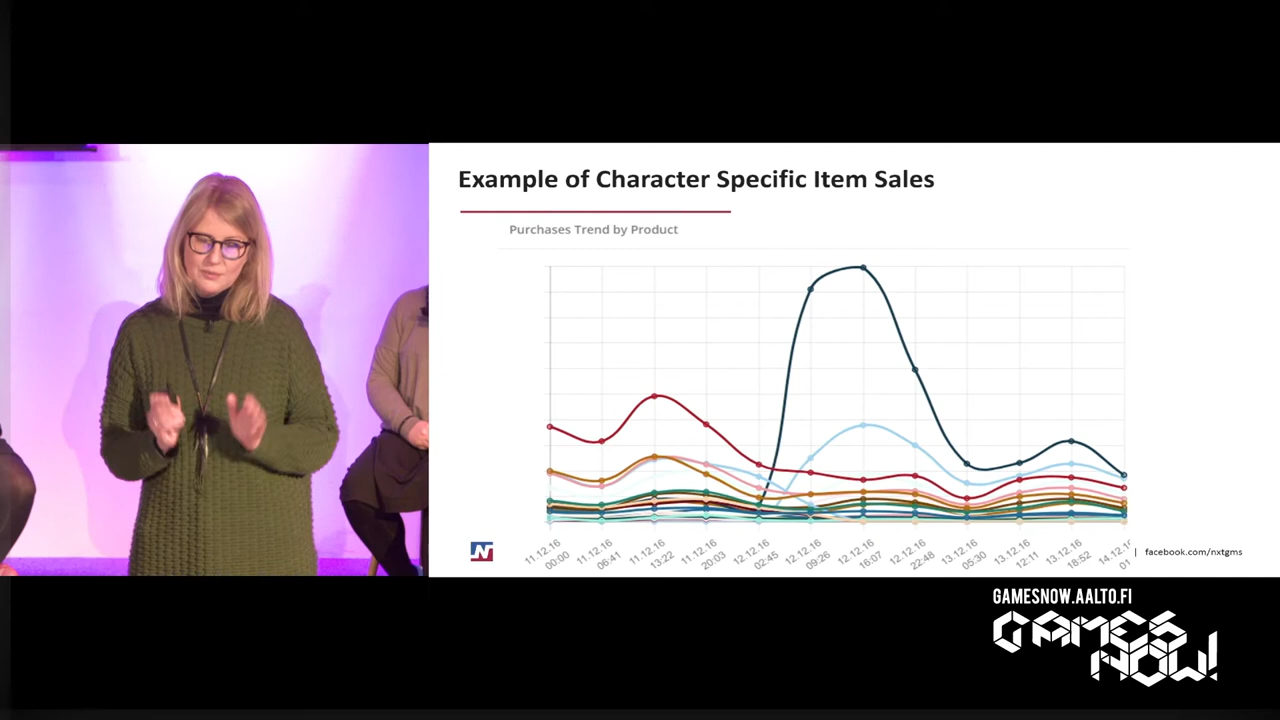 Example of Character Specific Item Sales
Purchases Trend by Product
11.12.16 00:00
11.12.16 06:41
11.12.16 13:22
11.12.16 20:03
12.12.16 02:45
12.12.16 09:26
12.12.16 16:07
12.12.16 22:48
13.12.16 05:30
13.12.16 12:11
13.12.16 18:52
14.12.1
01
N
| facebook.com/nxtgms
GAMESNOW.AALTO.FI
GAMES
NOW!